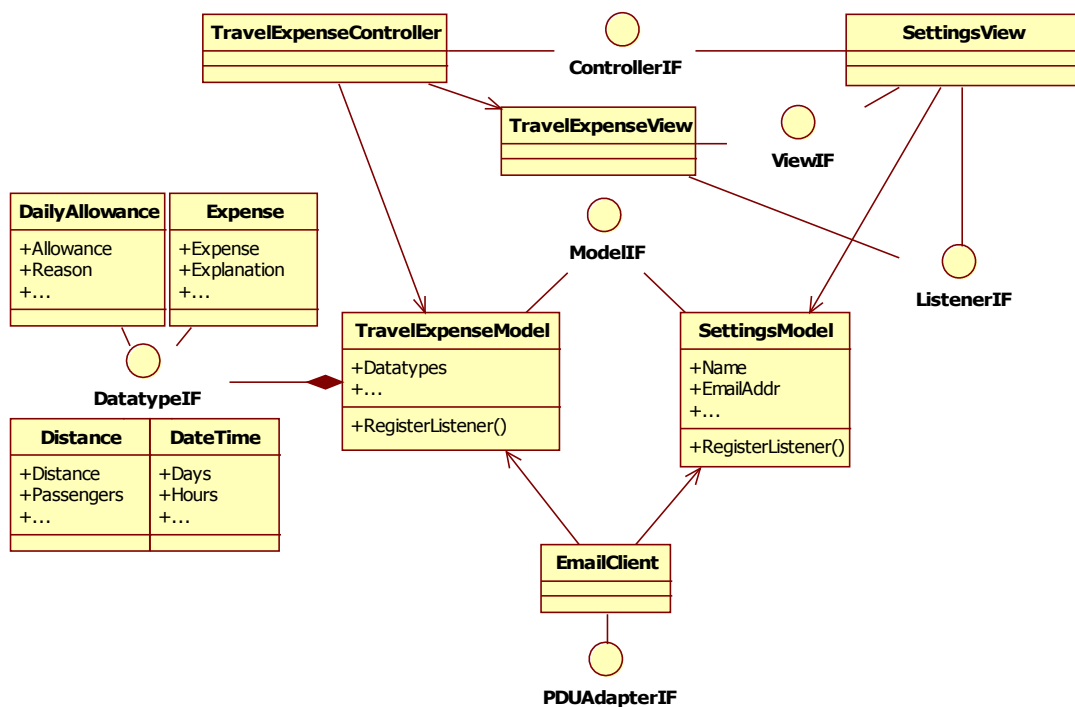 TravelExpenseController
SettingsView
ControllerIF
TravelExpenseView
ViewIF
DailyAllowance
+Allowance
+Reason
+...
Expense
+Expense
+Explanation
+...
ModelIF
ListenerIF
TravelExpenseModel
+Datatypes
+...
+RegisterListener()
SettingsModel
+Name
+EmailAddr
+...
+RegisterListener()
DatatypeIF
Distance
+Distance
+Passengers
+...
DateTime
+Days
+Hours
+...
EmailClient
PDUAdapterIF